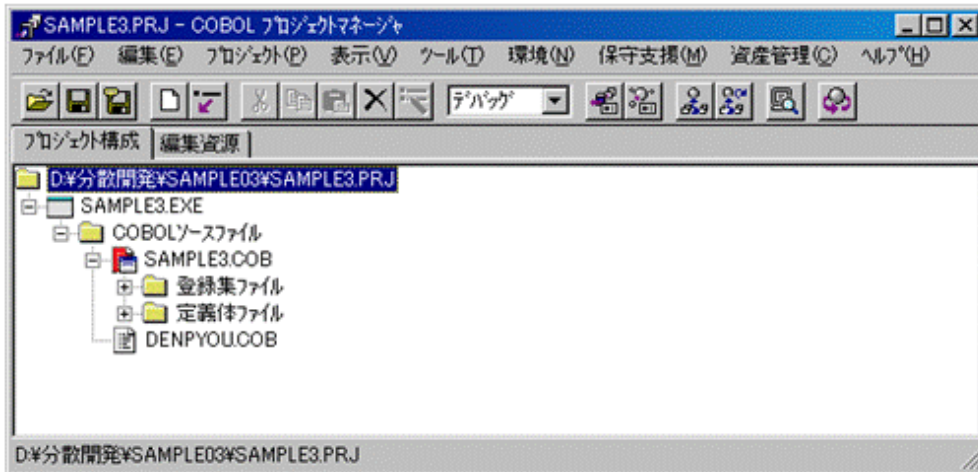 SAMPLE3.PRJ - COBOL ﾌﾟﾛｼﾞｪｸﾄﾏﾈｰｼﾞｬ
ﾌｧｲﾙ(F) 編集(E) ﾌﾟﾛｼﾞｪｸﾄ(P) 表示(V) ﾂｰﾙ(T) 環境(N) 保守支援(M) 資産管理(C) ﾍﾙﾌﾟ(H)
ﾃﾞﾊﾞｯｸﾞ
ﾌﾟﾛｼﾞｪｸﾄ構成 編集資源
D:¥分散開発¥SAMPLE03¥SAMPLE3.PRJ
SAMPLE3.EXE
COBOLｿｰｽﾌｧｲﾙ
SAMPLE3.COB
登録集ﾌｧｲﾙ
定義体ﾌｧｲﾙ
DENPYOU.COB
D:¥分散開発¥SAMPLE03¥SAMPLE3.PRJ